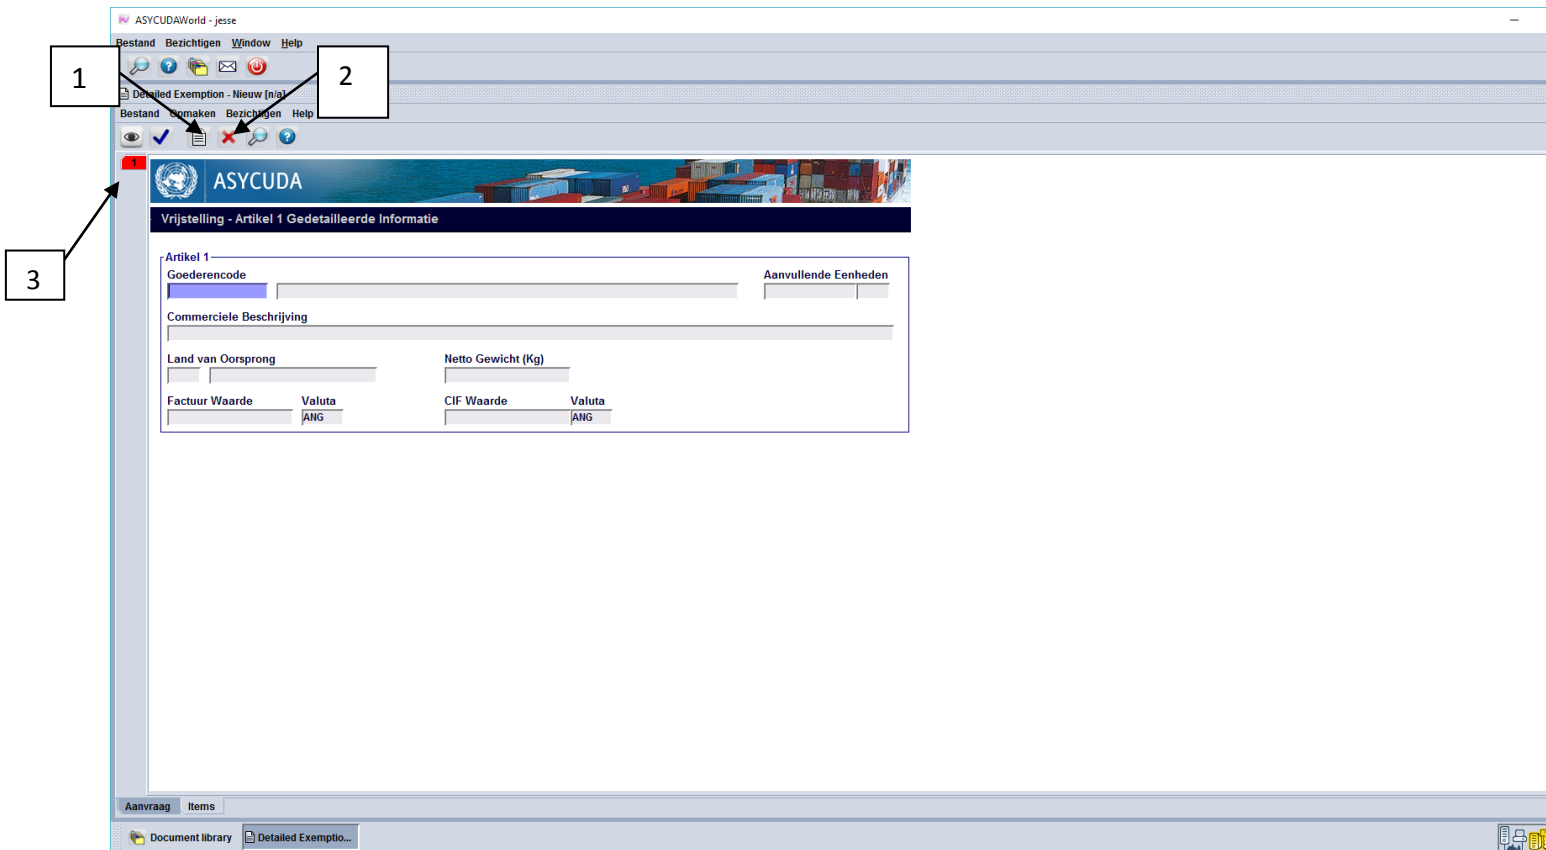 ASYCUDAWorld - jesse
Bestand Bezichtigen Window Help
1
2
Detailed Exemption - Nieuw [n/a]
Bestand Opmaken Bezichtigen Help
1
ASYCUDA
Vrijstelling - Artikel 1 Gedetailleerde Informatie
3
Artikel 1
Goederencode Aanvullende Eenheden
Commerciele Beschrijving
Land van Oorsprong Netto Gewicht (Kg)
Factuur Waarde Valuta CIF Waarde Valuta
ANG ANG
Aanvraag Items
Document library Detailed Exemptio...